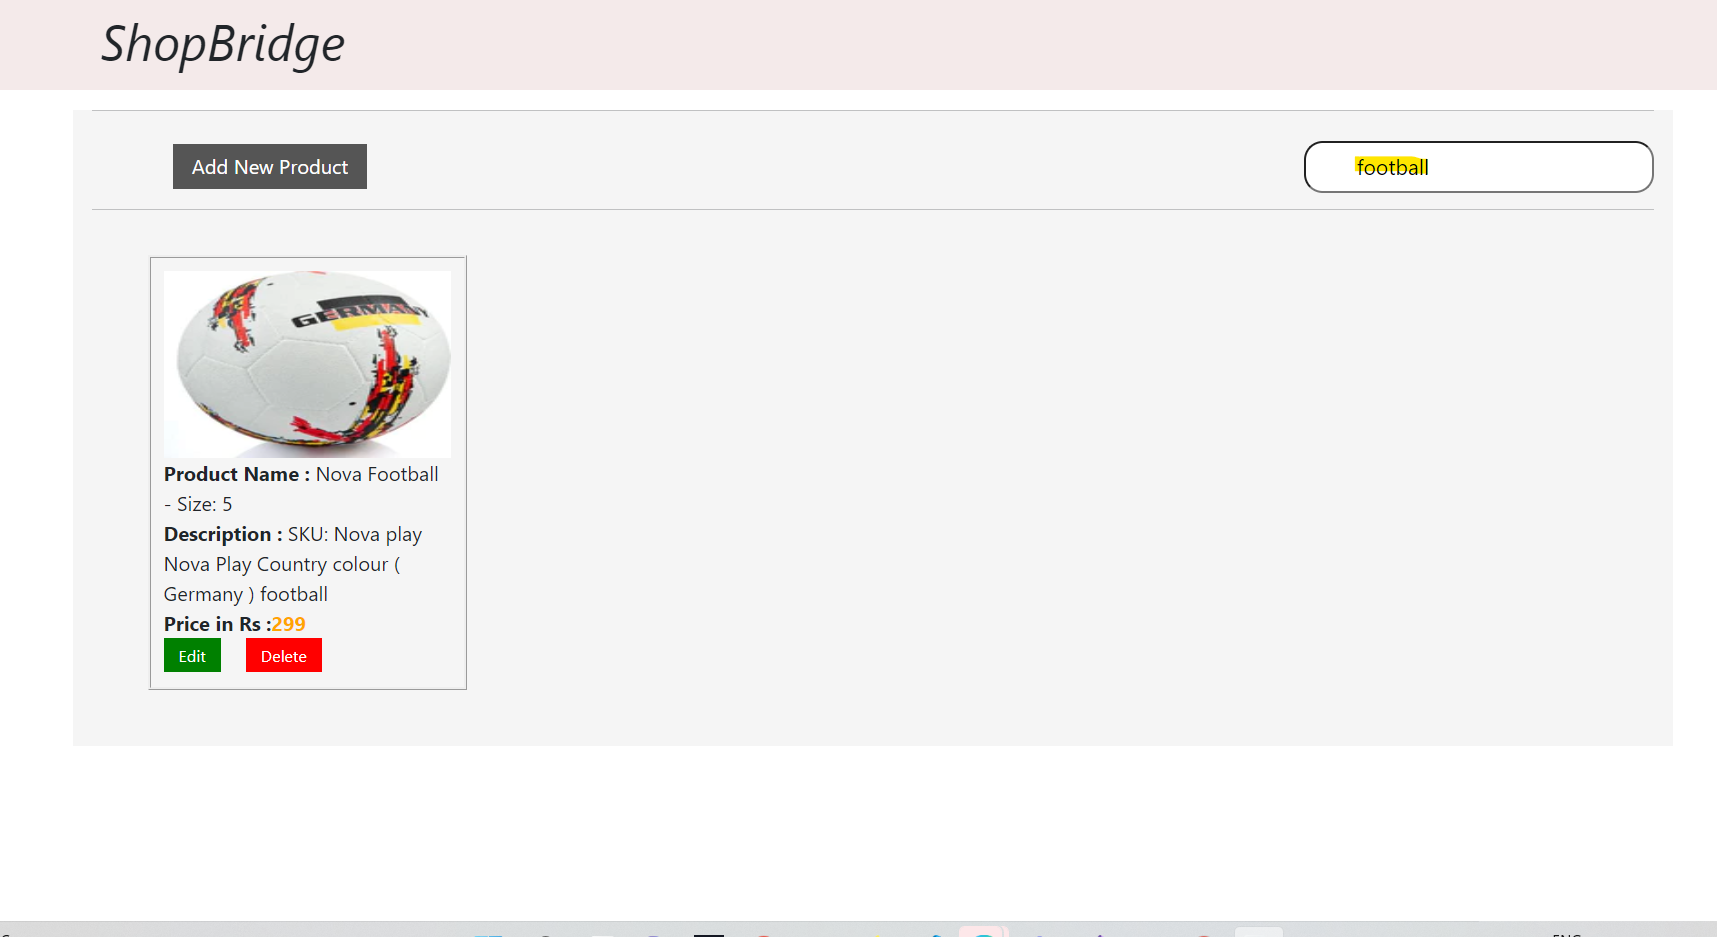 ShopBridge
Add New Product
football
GERMANY
Product Name : Nova Football
- Size: 5
Description : SKU: Nova play
Nova Play Country colour (
Germany ) football
Price in Rs :299
Edit
Delete